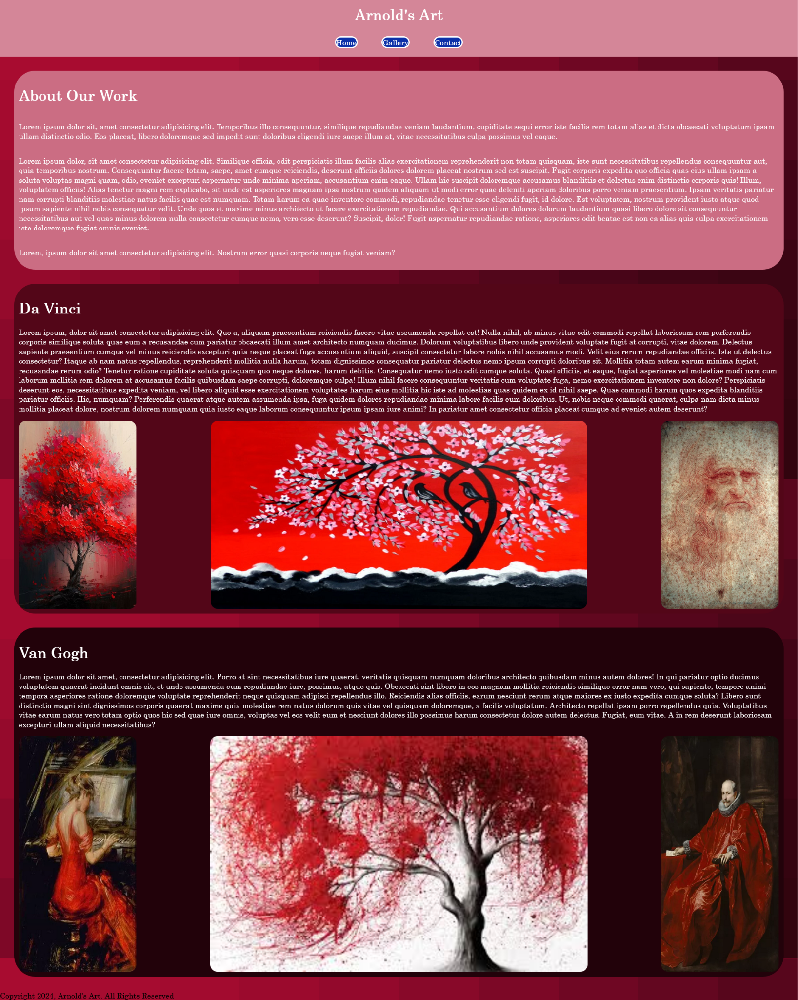 Arnold's Art
Home Gallery Contact
About Our Work
Lorem ipsum dolor sit, amet consectetur adipisicing elit. Temporibus illo consequuntur, similique repudiandae veniam laudantium, cupiditate sequi error iste facilis rem totam alias et dicta obcaecati voluptatum ipsam
ullam distinctio odio. Eos placeat, libero doloremque sed impedit sunt doloribus eligendi iure saepe illum at, vitae necessitatibus culpa possimus vel eaque.
Lorem ipsum dolor, sit amet consectetur adipisicing elit. Similique officia, odit perspiciatis illum facilis alias exercitationem reprehenderit non totam quisquam, iste sunt necessitatibus repellendus consequuntur aut,
quia temporibus nostrum. Consequuntur facere totam, saepe, amet cumque reiciendis, deserunt officiis dolores dolorem placeat nostrum sed est suscipit. Fugit corporis expedita quo officia quas eius ullam ipsam a
soluta voluptas magni quam, odio, eveniet excepturi aspernatur unde minima aperiam, accusantium enim eaque. Ullam hic suscipit doloremque accusamus blanditiis et delectus enim distinctio corporis quis! Illum,
voluptatem officiis! Alias tenetur magni rem explicabo, sit unde est asperiores magnam ipsa nostrum quidem aliquam ut modi error quae deleniti aperiam doloribus porro veniam praesentium. Ipsam veritatis pariatur
nam corrupti blanditiis molestiae natus facilis quae est numquam. Totam harum ea quae inventore commodi, repudiandae tenetur esse eligendi fugit, id dolore. Est voluptatem, nostrum provident iusto atque quod
ipsum sapiente nihil nobis consequatur velit. Unde quos et maxime minus architecto ut facere exercitationem repudiandae. Qui accusantium dolores dolorum laudantium quasi libero dolore sit consequuntur
necessitatibus aut vel quas minus dolorem nulla consectetur cumque nemo, vero esse deserunt? Suscipit, dolor! Fugit aspernatur repudiandae ratione, asperiores odit beatae est non ea alias quis culpa exercitationem
iste doloremque fugiat omnis eveniet.
Lorem, ipsum dolor sit amet consectetur adipisicing elit. Nostrum error quasi corporis neque fugiat veniam?
Da Vinci
Lorem ipsum, dolor sit amet consectetur adipisicing elit. Quo a, aliquam praesentium reiciendis facere vitae assumenda repellat est! Nulla nihil, ab minus vitae odit commodi repellat laboriosam rem perferendis
corporis similique soluta quae eum a recusandae cum pariatur obcaecati illum amet architecto numquam ducimus. Dolorum voluptatibus libero unde provident voluptate fugit at corrupti, vitae dolorem. Delectus
sapiente praesentium cumque vel minus reiciendis excepturi quia neque placeat fuga accusantium aliquid, suscipit consectetur labore nobis nihil accusamus modi. Velit eius rerum repudiandae officiis. Iste ut delectus
consectetur? Itaque ab nam natus repellendus, reprehenderit mollitia nulla harum, totam dignissimos consequatur pariatur delectus nemo ipsum corrupti doloribus sit. Mollitia totam autem earum minima fugiat,
recusandae rerum odio? Tenetur ratione cupiditate soluta quisquam quo neque dolores, harum debitis. Consequatur nemo iusto odit cumque soluta. Quasi officiis, et eaque, fugiat asperiores vel molestiae modi nam cum
laborum mollitia rem dolorem at accusamus facilis quibusdam saepe corrupti, doloremque culpa! Illum nihil facere consequuntur veritatis cum voluptate fuga, nemo exercitationem inventore non dolore? Perspiciatis
deserunt eos, necessitatibus expedita veniam, vel libero aliquid esse exercitationem voluptates harum eius mollitia hic iste ad molestias quas quidem ex id nihil saepe. Quae commodi harum quos expedita blanditiis
pariatur officiis. Hic, numquam? Perferendis quaerat atque autem assumenda ipsa, fuga quidem dolores repudiandae minima labore facilis eum doloribus. Ut, nobis neque commodi quaerat, culpa nam dicta minus
mollitia placeat dolore, nostrum dolorem numquam quia iusto eaque laborum consequuntur ipsum ipsam iure animi? In pariatur amet consectetur officia placeat cumque ad eveniet autem deserunt?
Van Gogh
Lorem ipsum dolor sit amet, consectetur adipisicing elit. Porro at sint necessitatibus iure quaerat, veritatis quisquam numquam doloribus architecto quibusdam minus autem dolores! In qui pariatur optio ducimus
voluptatem quaerat incidunt omnis sit, et unde assumenda eum repudiandae iure, possimus, atque quis. Obcaecati sint libero in eos magnam mollitia reiciendis similique error nam vero, qui sapiente, tempore animi
tempora asperiores ratione doloremque voluptate reprehenderit neque quisquam adipisci repellendus illo. Reiciendis alias officiis, earum nesciunt rerum atque maiores ex iusto expedita cumque soluta? Libero sunt
distinctio magni sint dignissimos corporis quaerat maxime quia molestiae rem natus dolorum quis vitae vel quisquam doloremque, a facilis voluptatum. Architecto repellat ipsam porro repellendus quia. Voluptatibus
vitae earum natus vero totam optio quos hic sed quae iure omnis, voluptas vel eos velit eum et nesciunt dolores illo possimus harum consectetur dolore autem delectus. Fugiat, eum vitae. A in rem deserunt laboriosam
excepturi ullam aliquid necessitatibus?
Copyright 2024, Arnold's Art. All Rights Reserved